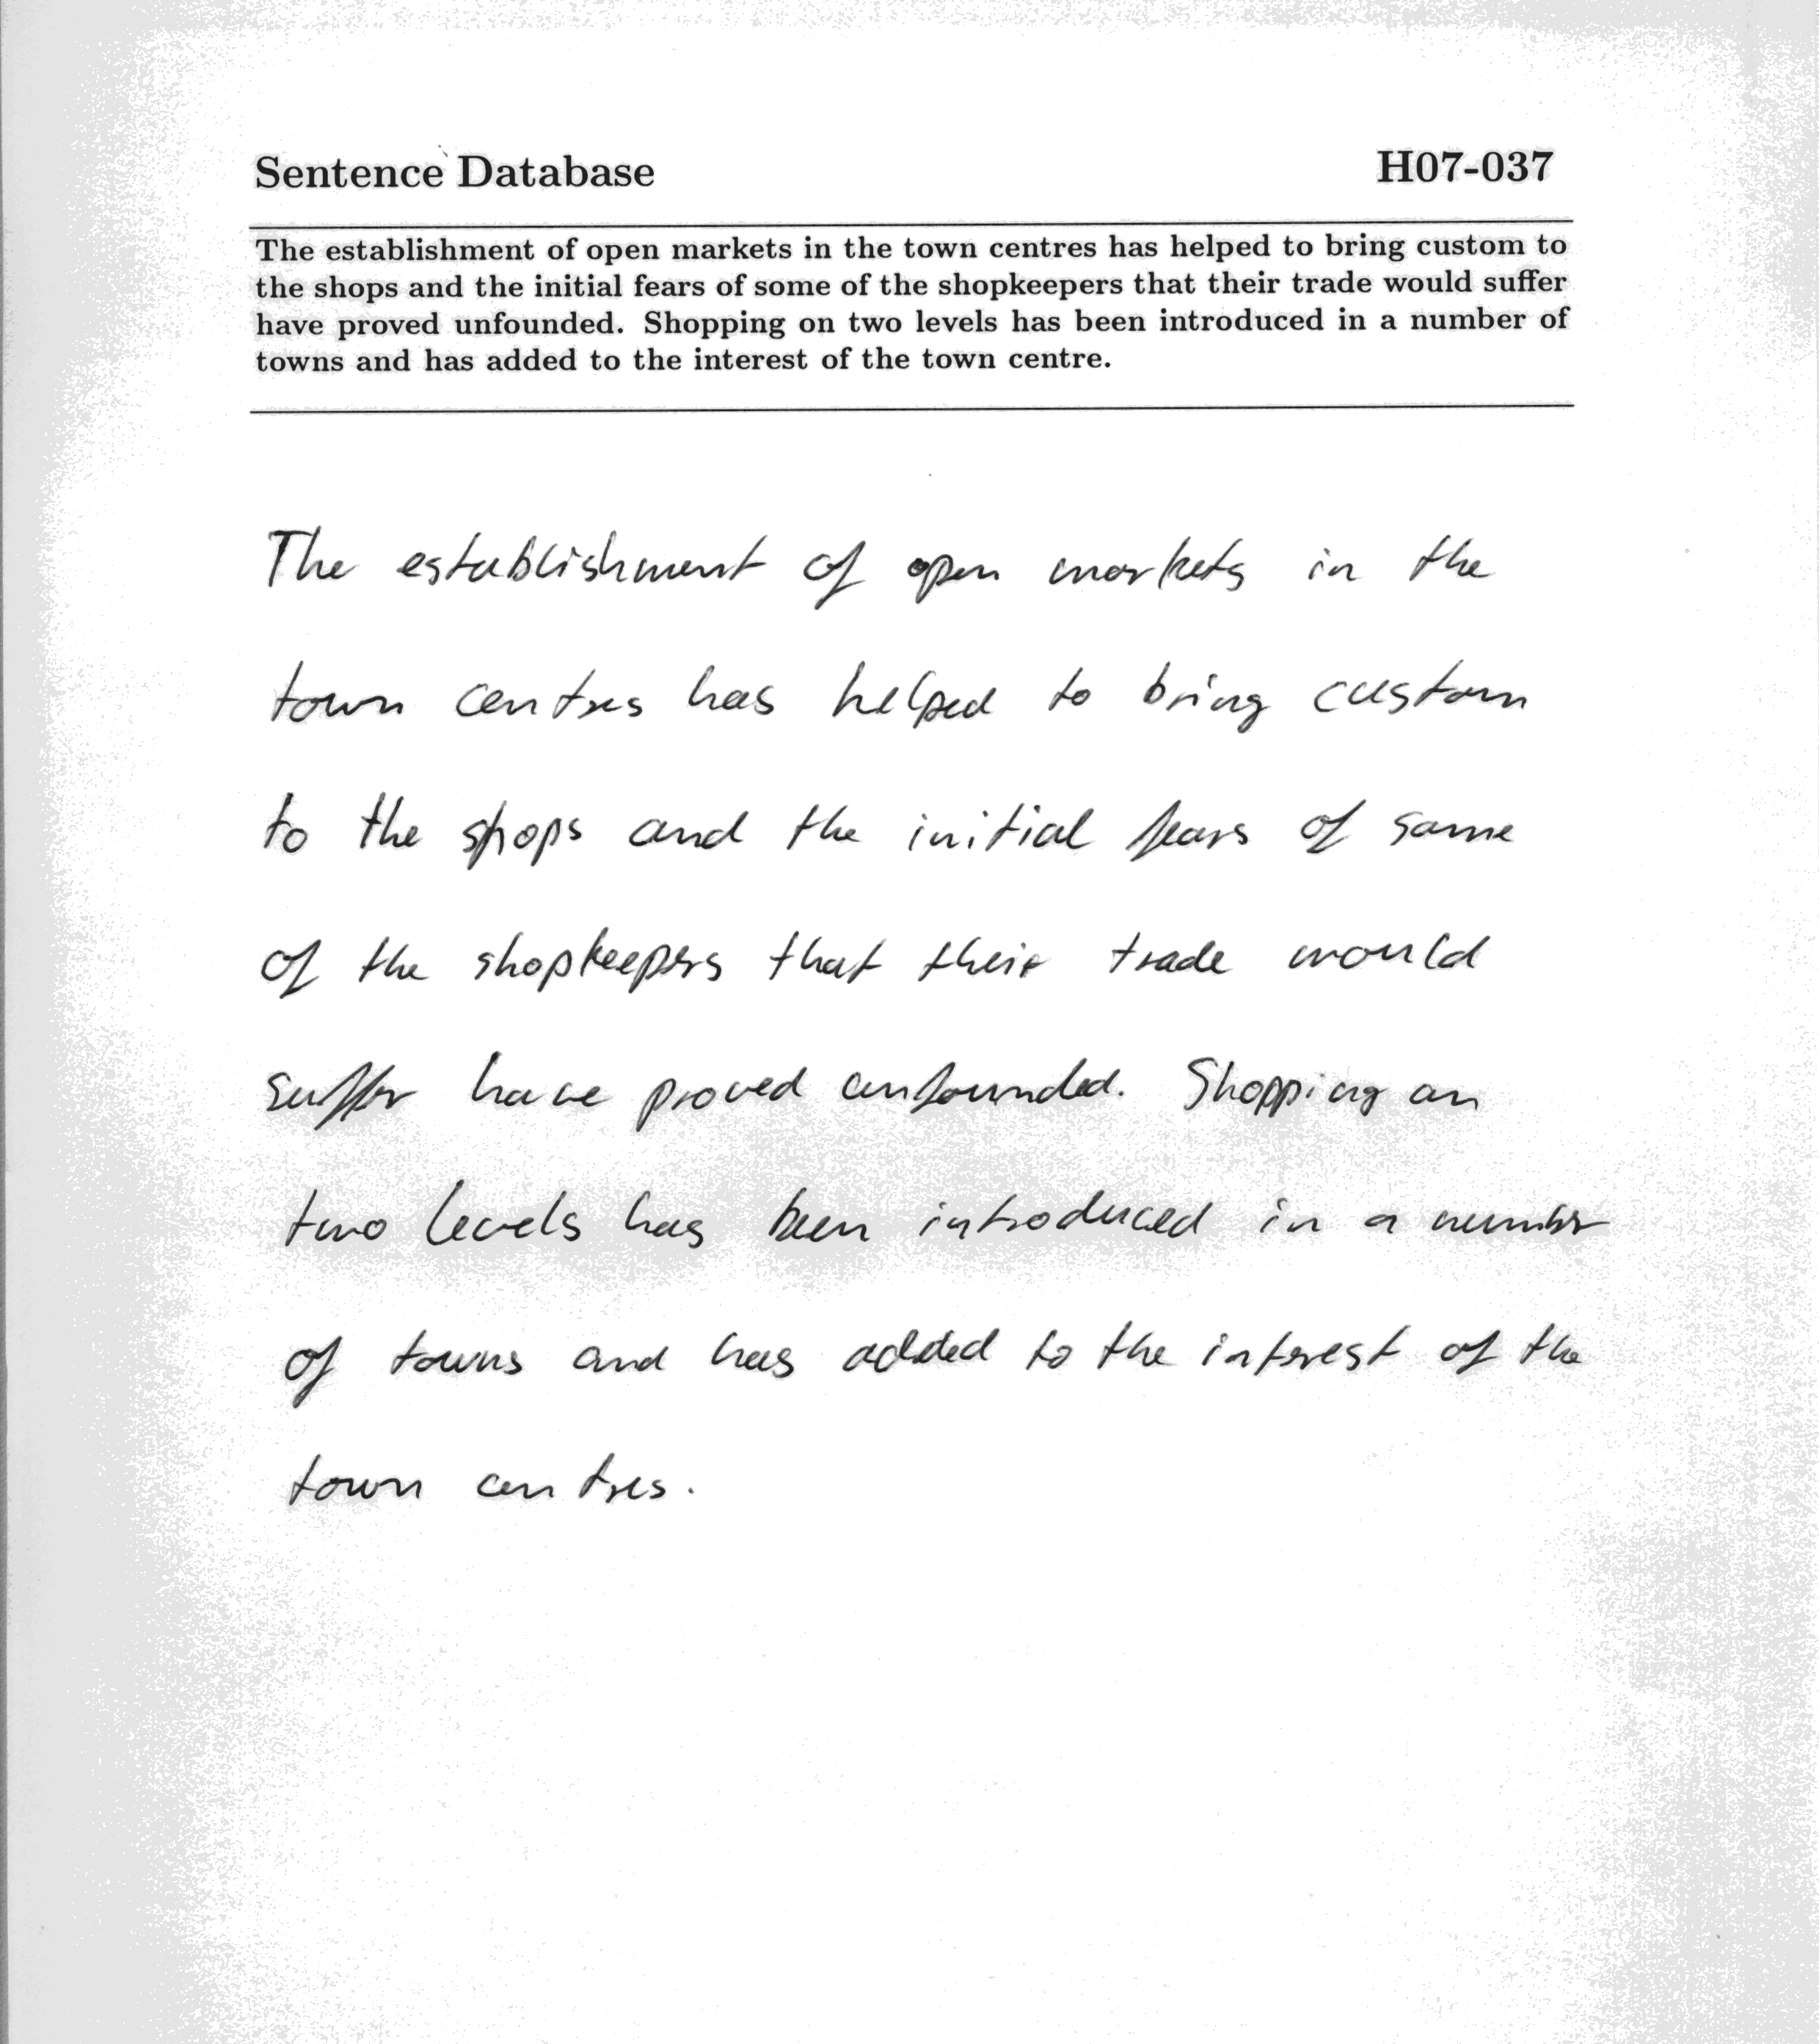 Sentence Database
H07-037
The establishment of open markets in the town centres has helped to bring custom to
the shops and the initial fears of some of the shopkeepers that their trade would suffer
have proved unfounded. Shopping on two levels has been introduced in a number of
towns and has added to the interest of the town centre.
The establishment of open markets in the
town centres has helped to bring custom
to the shops and the initial fears of some
of the shopkeepers that their trade would
suffer have proved unfounded. Shopping on
two levels has been introduced in a number
of towns and has added to the interest of the
town centres.